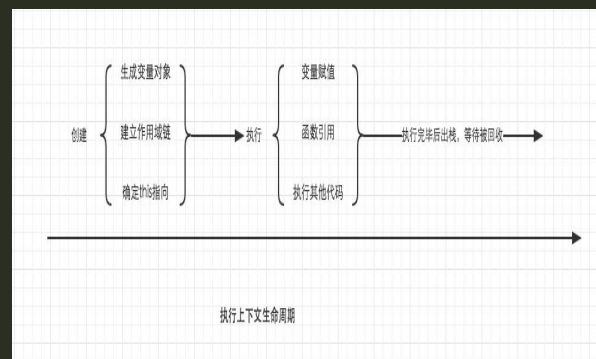 生成变量对象
变量赋值
创建
建立作用域链
执行
函数引用
执行完毕后出栈，等待被回收
确定this指向
执行其他代码
执行上下文生命周期